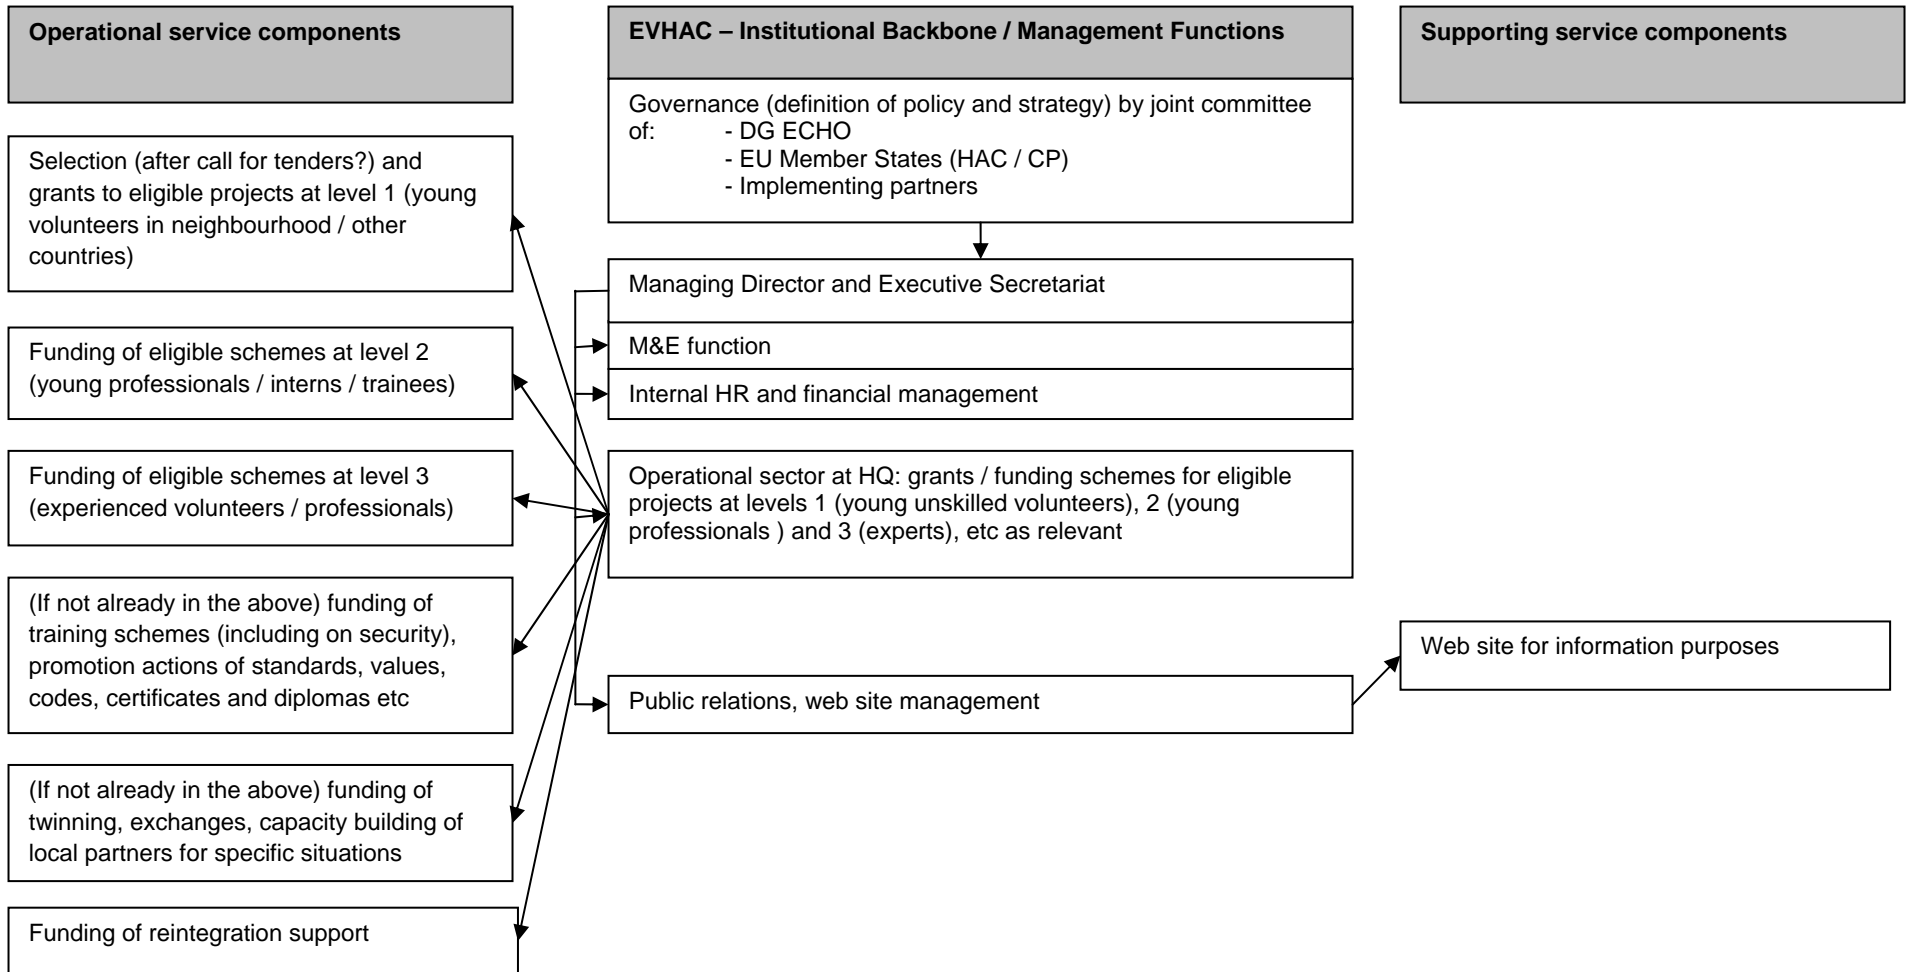 Operational service components
EVHAC – Institutional Backbone / Management Functions
Supporting service components
Governance (definition of policy and strategy) by joint committee
of: - DG ECHO
- EU Member States (HAC / CP)
- Implementing partners
Selection (after call for tenders?) and
grants to eligible projects at level 1 (young
volunteers in neighbourhood / other
countries)
Managing Director and Executive Secretariat
M&E function
Internal HR and financial management
Funding of eligible schemes at level 2
(young professionals / interns / trainees)
Funding of eligible schemes at level 3
(experienced volunteers / professionals)
Operational sector at HQ: grants / funding schemes for eligible
projects at levels 1 (young unskilled volunteers), 2 (young
professionals ) and 3 (experts), etc as relevant
(If not already in the above) funding of
training schemes (including on security),
promotion actions of standards, values,
codes, certificates and diplomas etc
Web site for information purposes
Public relations, web site management
(If not already in the above) funding of
twinning, exchanges, capacity building of
local partners for specific situations
Funding of reintegration support